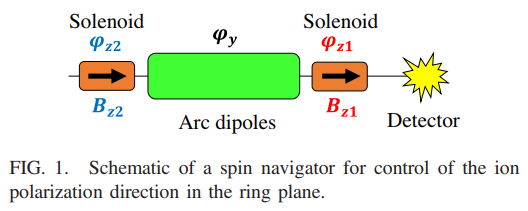 Solenoid
φz2
Bz2
φy
Arc dipoles
Solenoid
φz1
Bz1
Detector
FIG. 1. Schematic of a spin navigator for control of the ion
polarization direction in the ring plane.